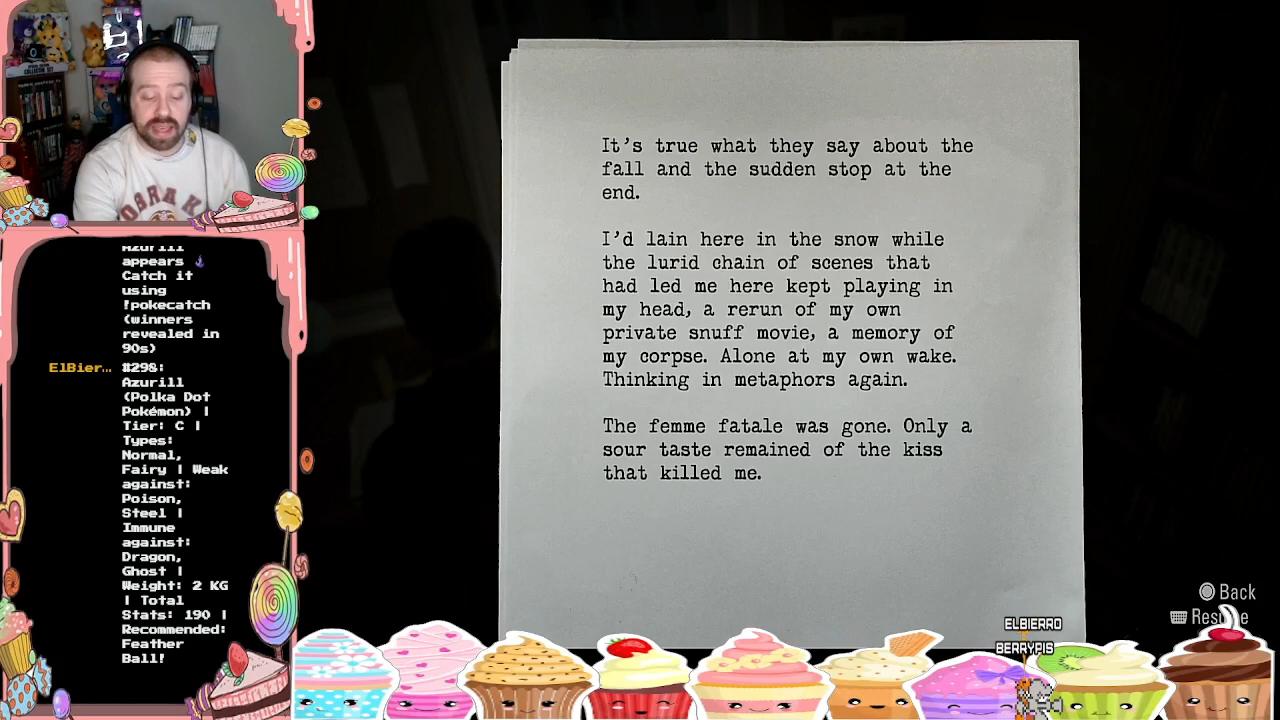 Azurill
appears
Catch it
using
!pokecatch
(winners
revealed in
90s)
ElBier… #298:
Azurill
(Polka Dot
Pokémon) |
Tier: C |
Types:
Normal,
Fairy | Weak
against:
Poison,
Steel |
Immune
against:
Dragon,
Ghost |
Weight: 2 KG
| Total
Stats: 190 |
Recommended:
Feather
Ball!
It's true what they say about the
fall and the sudden stop at the
end.
I'd lain here in the snow while
the lurid chain of scenes that
had led me here kept playing in
my head, a rerun of my own
private snuff movie, a memory of
my corpse. Alone at my own wake.
Thinking in metaphors again.
The femme fatale was gone. Only a
sour taste remained of the kiss
that killed me.
Back
Resume
ELBIERRO
BERRYPIS